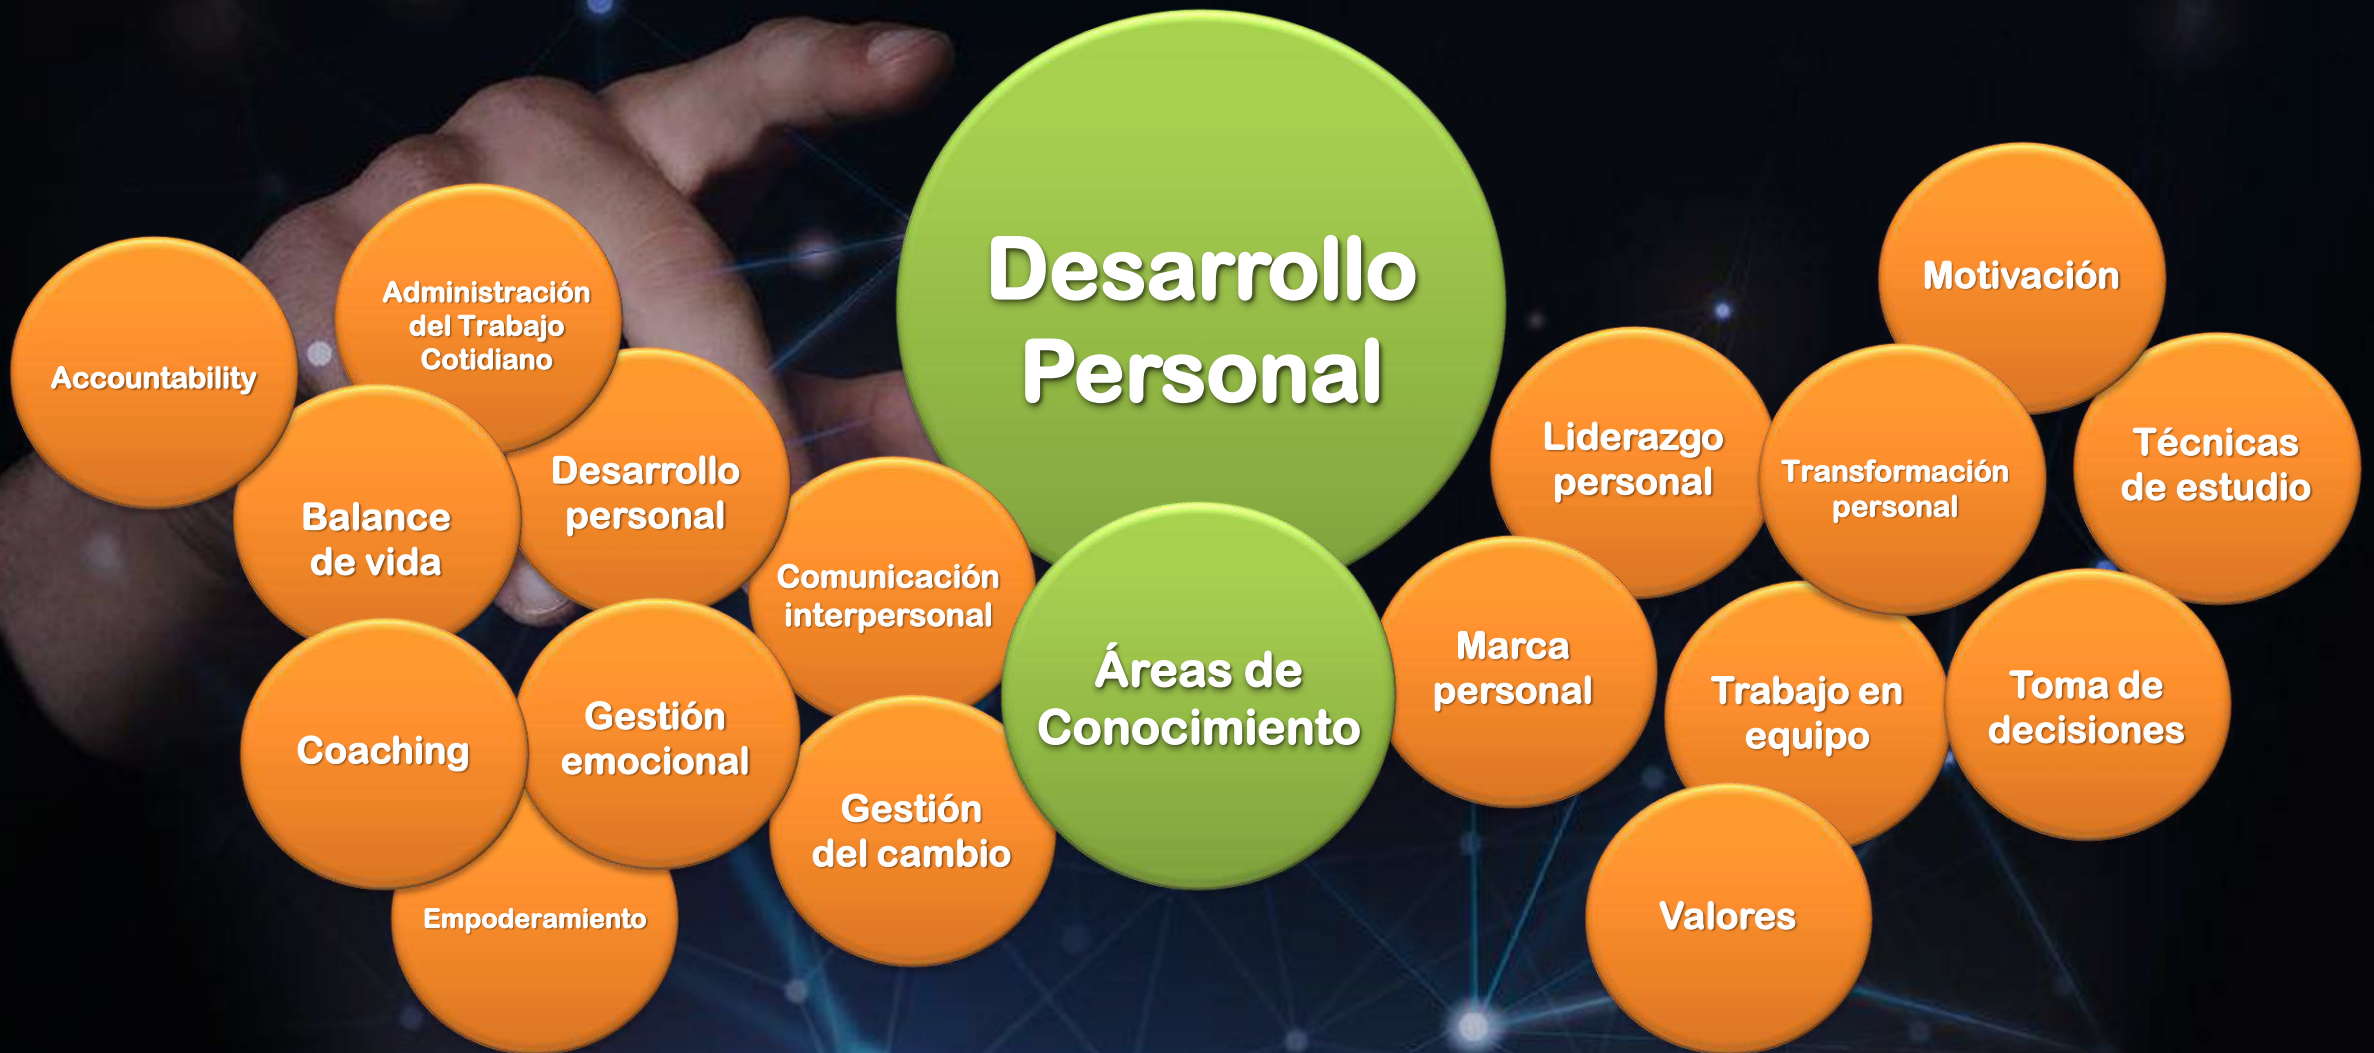 Desarrollo
Personal
Áreas de
Conocimiento
Accountability
Administración
del Trabajo
Cotidiano
Balance
de vida
Desarrollo
personal
Comunicación
interpersonal
Coaching
Gestión
emocional
Gestión
del cambio
Empoderamiento
Liderazgo
personal
Motivación
Transformación
personal
Técnicas
de estudio
Marca
personal
Trabajo en
equipo
Toma de
decisiones
Valores